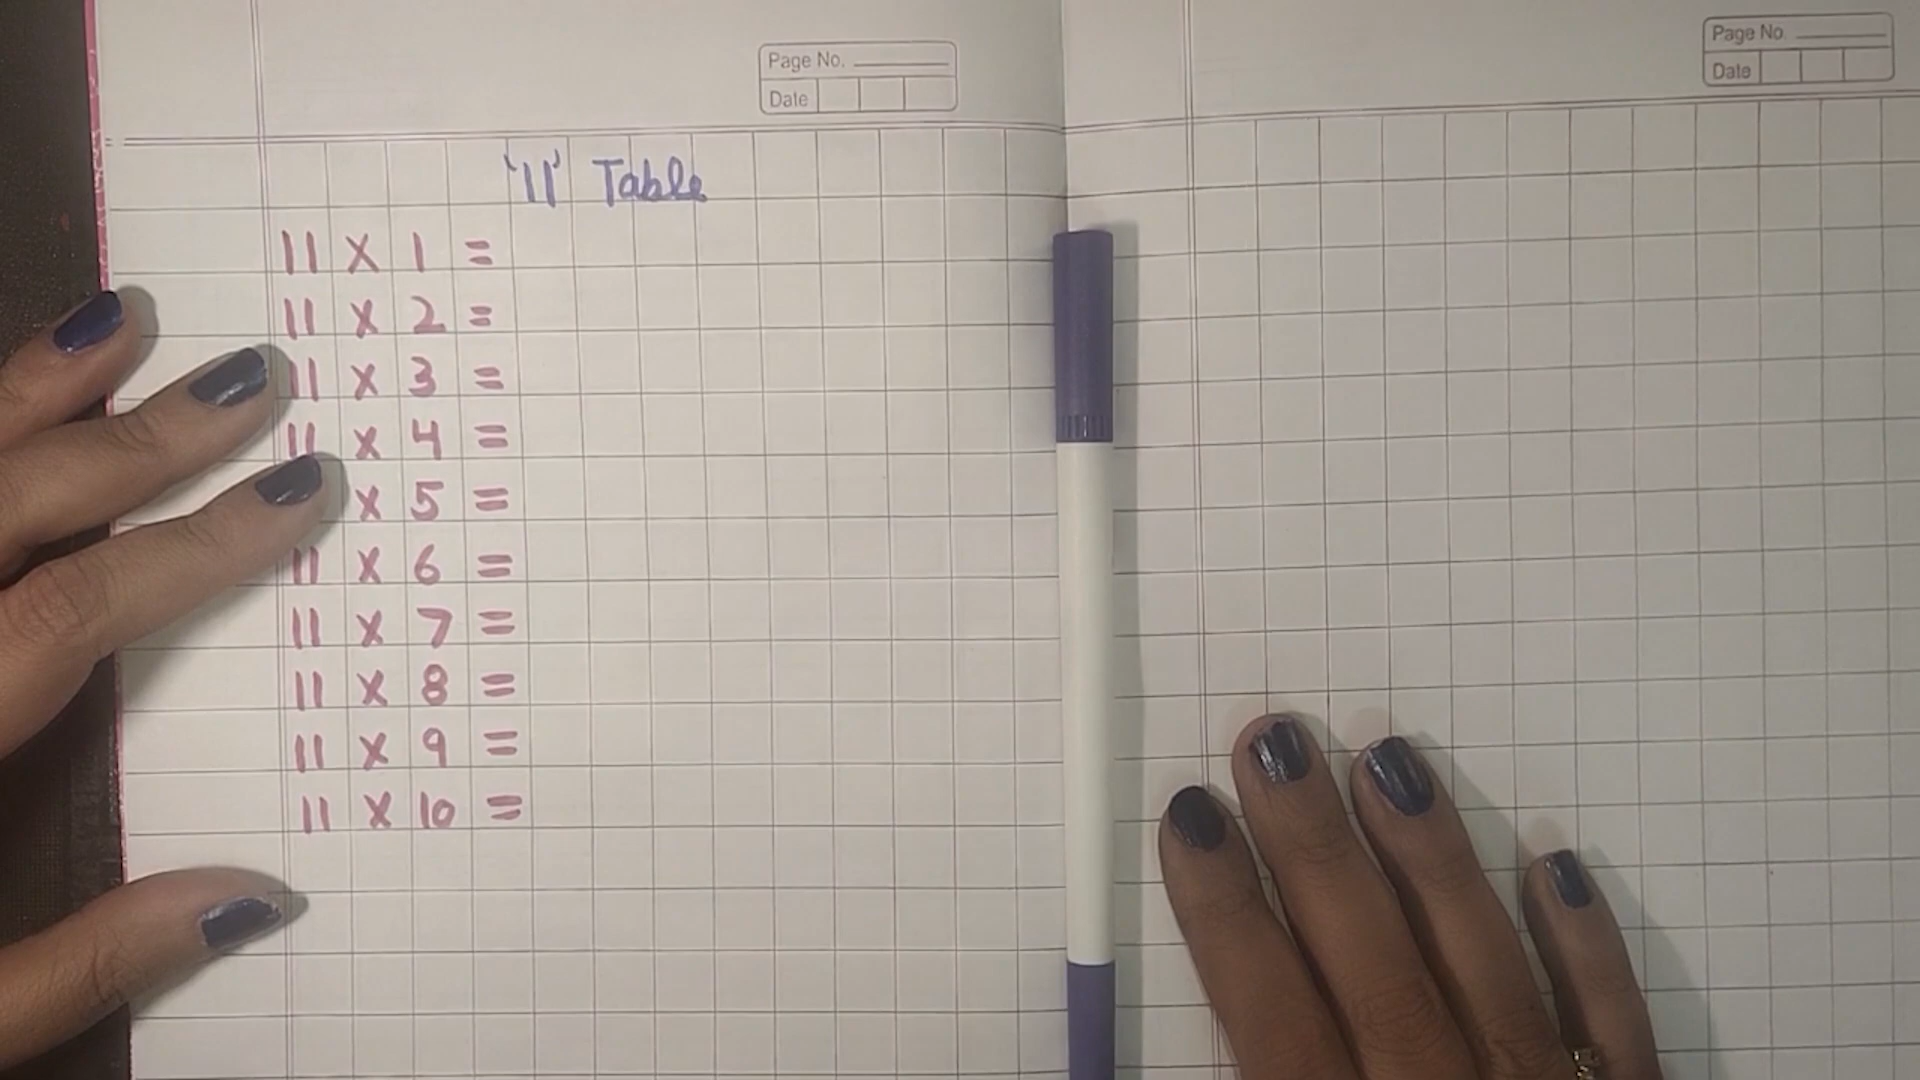 Page No.
Date
Page No
Date
'11' Table
11 x 1 =
11 x 2 =
11 x 3 =
11 x 4 =
x 5 =
11 x 6 =
11 x 7 =
11 x 8 =
11 x 9 =
11 x 10 =